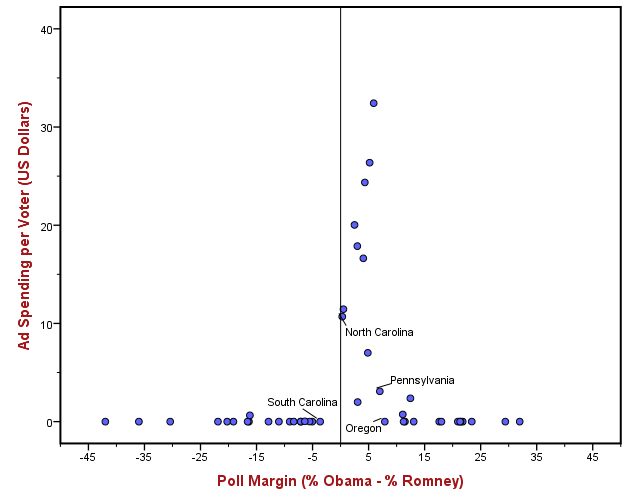 Ad Spending per Voter (US Dollars)
40
30
20
10
0
North Carolina
Pennsylvania
South Carolina
Oregon
-45
-35
-25
-15
-5
5
15
25
35
45
Poll Margin (% Obama - % Romney)